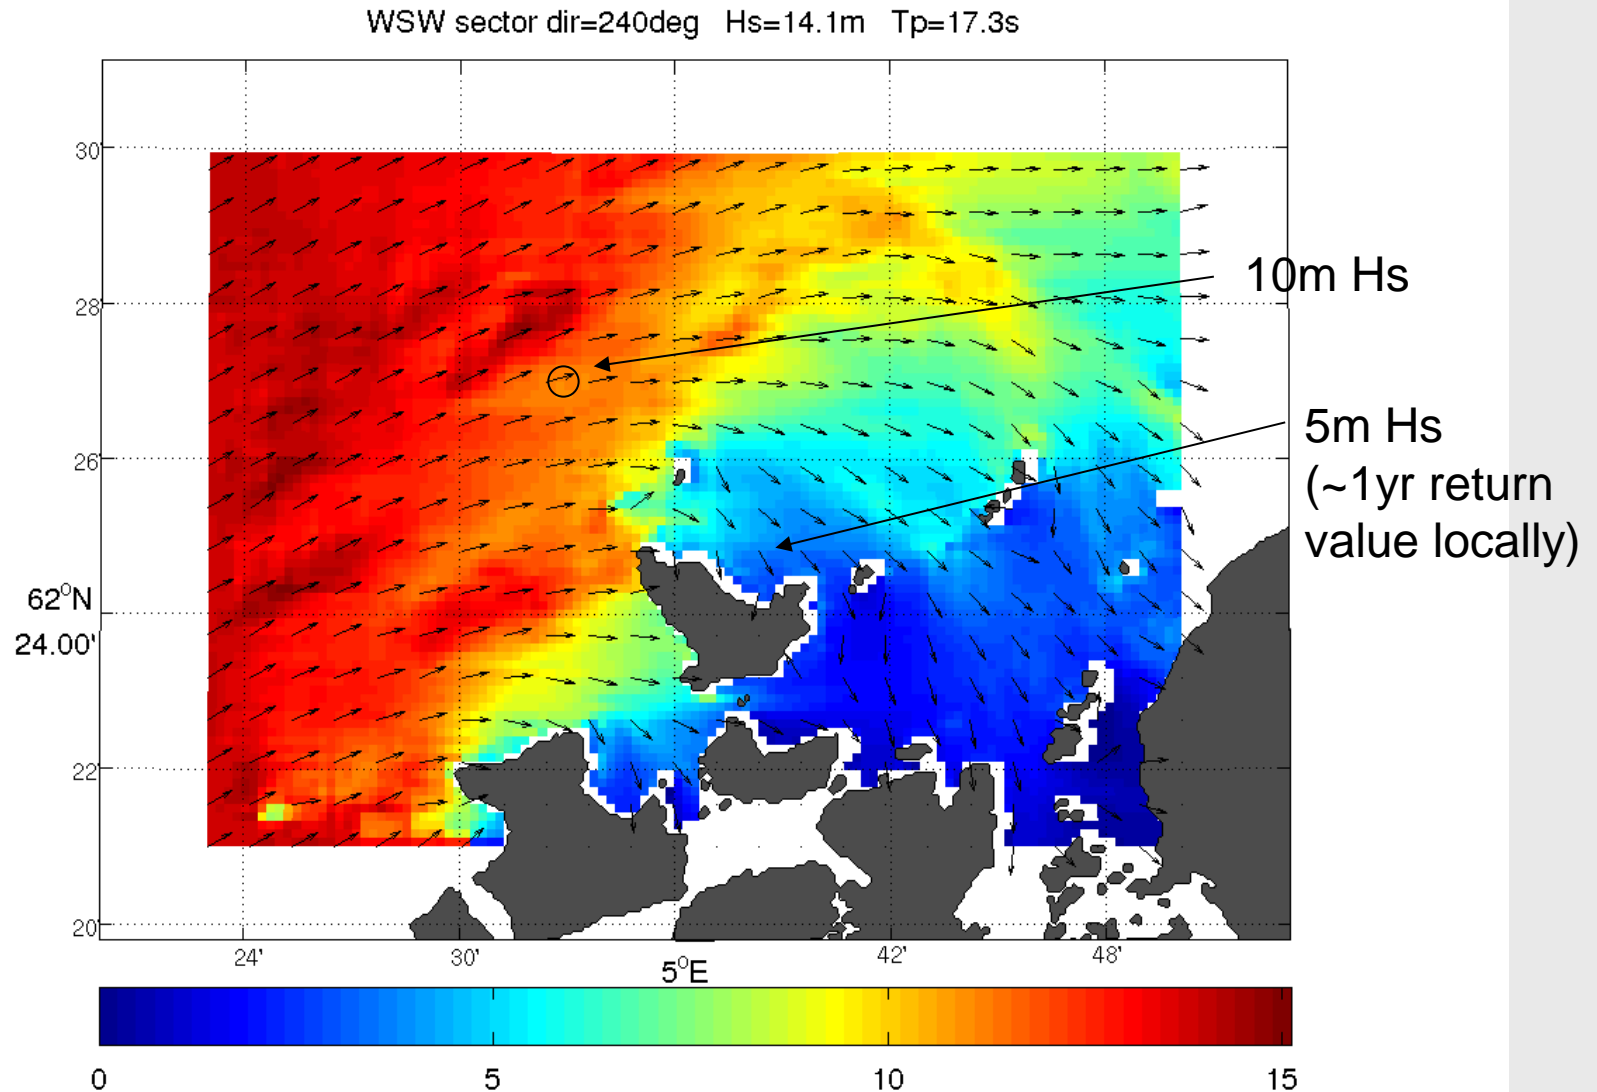 WSW sector dir=240deg Hs=14.1m Tp=17.3s
30'
28'
26'
62°N
24.00'
22'
20'
10m Hs
5m Hs
(~1yr return
value locally)
24'
30'
5°E
42'
48'
0
5
10
15